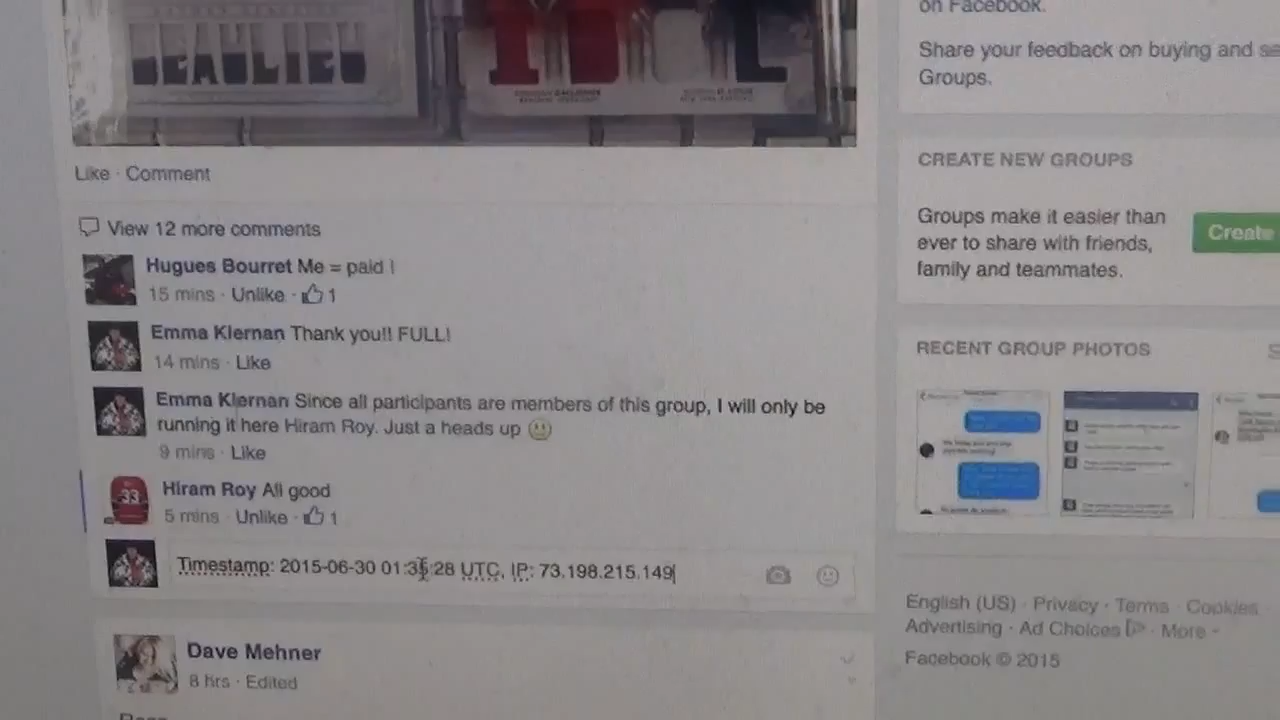 BEAULIEU
Like · Comment
View 12 more comments
Hugues Bourret Me = paid !
15 mins · Unlike · 1
Emma Kiernan Thank you!! FULL!
14 mins · Like
Emma Kiernan Since all participants are members of this group, I will only be
running it here Hiram Roy. Just a heads up
9 mins · Like
33
Hiram Roy All good
5 mins · Unlike · 1
Timestamp: 2015-06-30 01:35:28 UTC, IP: 73.198.215.149
Dave Mehner
8 hrs · Edited
on Facebook.
Share your feedback on buying and
Groups.
CREATE NEW GROUPS
Groups make it easier than
ever to share with friends,
family and teammates.
Create
RECENT GROUP PHOTOS
English (US) · Privacy · Terms · Cookies ·
Advertising · Ad Choices · More
Facebook © 2015